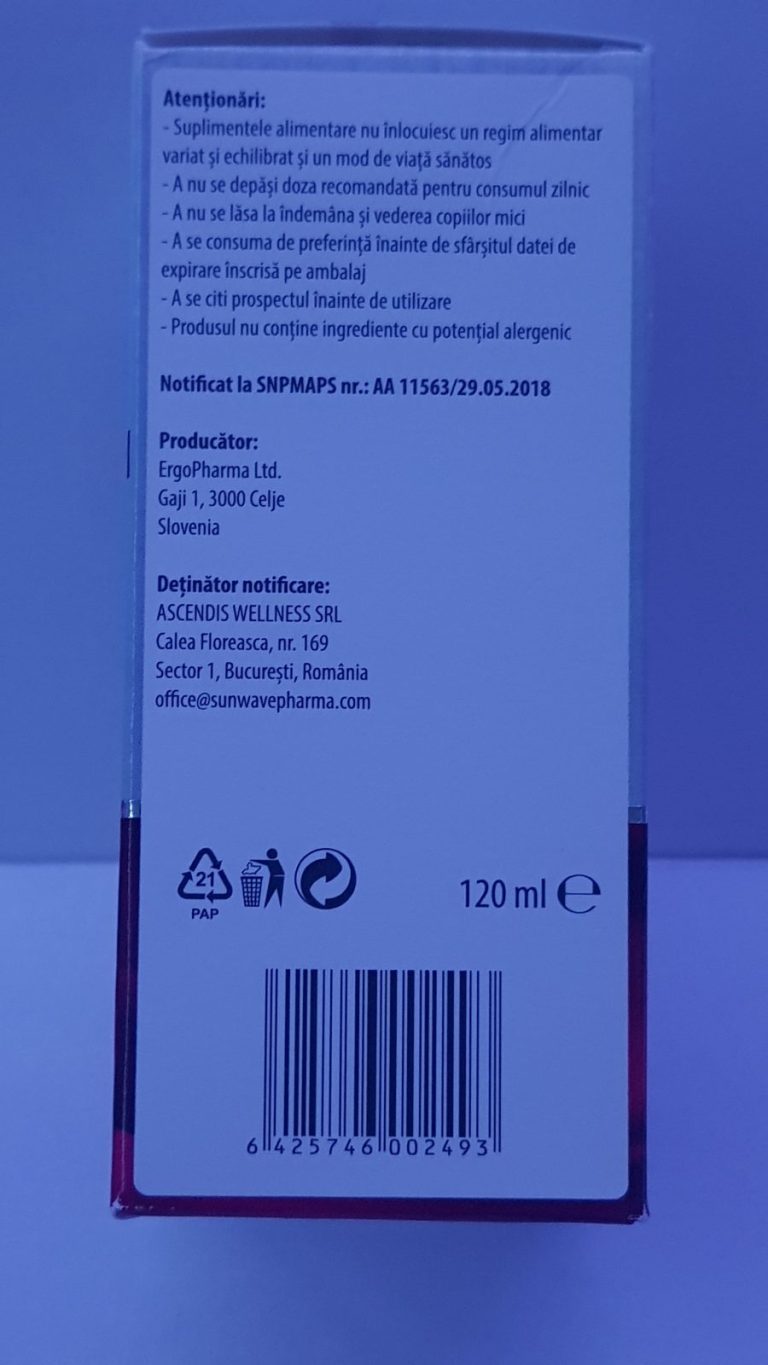 Atenționări:
- Suplimentele alimentare nu înlocuiesc un regim alimentar
variat și echilibrat și un mod de viață sănătos
- A nu se depăși doza recomandată pentru consumul zilnic
- A nu se lăsa la îndemâna și vederea copiilor mici
- A se consuma de preferință înainte de sfârșitul datei de
expirare înscrisă pe ambalaj
- A se citi prospectul înainte de utilizare
- Produsul nu conține ingrediente cu potențial alergenic
Notificat la SNPMAPS nr.: AA 11563/29.05.2018
Producător:
ErgoPharma Ltd.
Gaji 1, 3000 Celje
Slovenia
Deținător notificare:
ASCENDIS WELLNESS SRL
Calea Floreasca, nr. 169
Sector 1, București, România
office@sunwavepharma.com
21
PAP
120 ml ℮
6 425746 002493